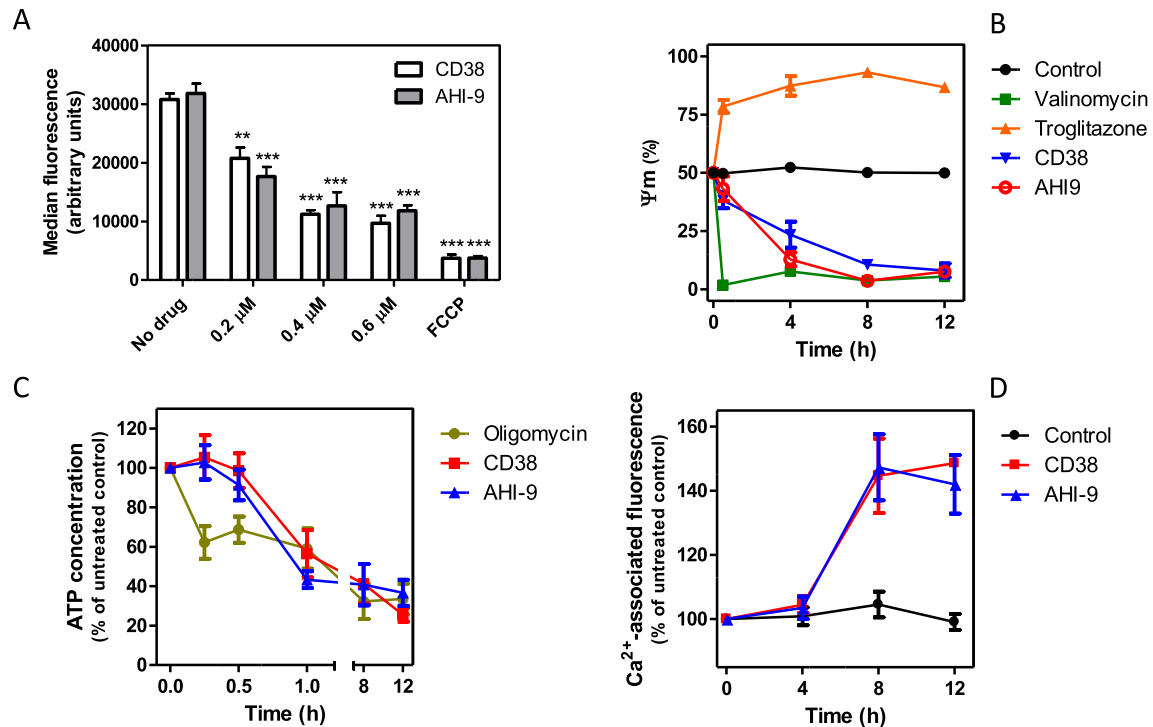 A
Median fluorescence
(arbitrary units)
40000
30000
20000
10000
0
CD38
AHI-9
**
***
***
***
***
***
***
***
No drug
0.2 μM
0.4 μM
0.6 μM
FCCP
B
Ψm (%)
100
75
50
25
0
0
4
8
12
Time (h)
Control
Valinomycin
Troglitazone
CD38
AHI9
C
ATP concentration
(% of untreated control)
120
100
80
60
40
20
0
0.0
0.5
1.0
8
12
Time (h)
Oligomycin
CD38
AHI-9
D
Ca²⁺-associated fluorescence
(% of untreated control)
160
140
120
100
0
4
8
12
Time (h)
Control
CD38
AHI-9